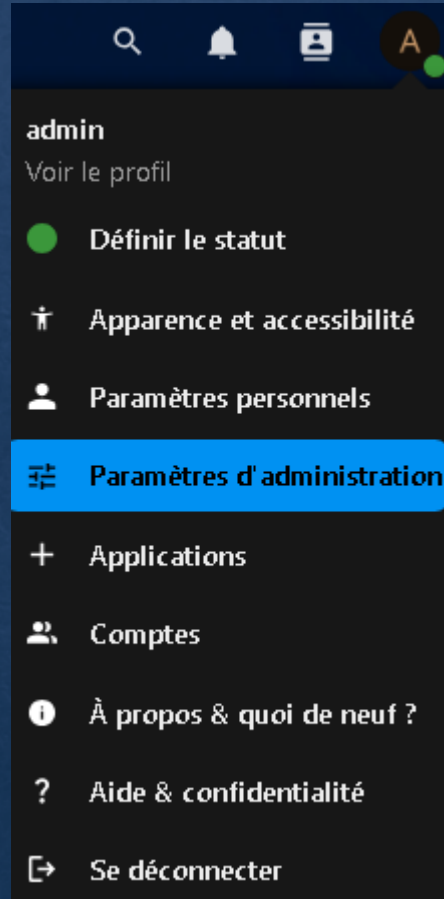 A
admin
Voir le profil
Définir le statut
Apparence et accessibilité
Paramètres personnels
Paramètres d'administration
Applications
Comptes
À propos & quoi de neuf ?
Aide & confidentialité
Se déconnecter